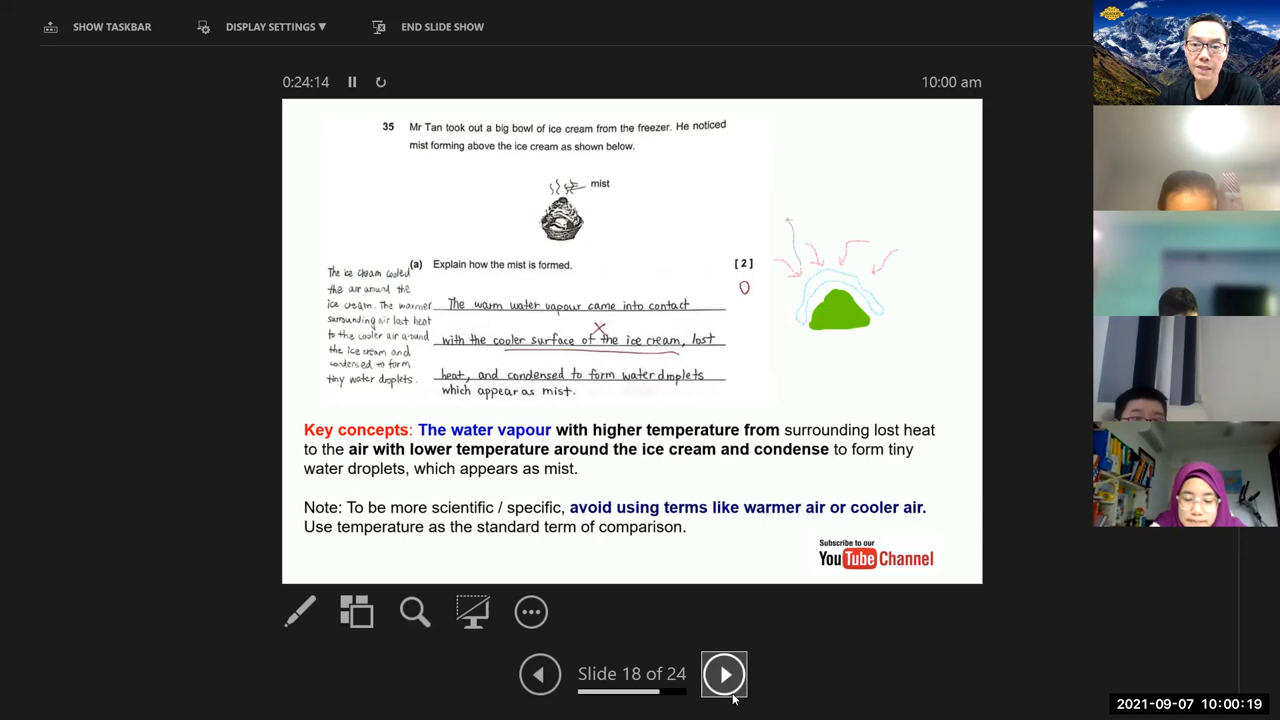 SHOW TASKBAR
DISPLAY SETTINGS ▼
END SLIDE SHOW
0:24:14
10:00 am
35 Mr Tan took out a big bowl of ice cream from the freezer. He noticed
mist forming above the ice cream as shown below.
mist
(a) Explain how the mist is formed.
[ 2 ]
0
The ice cream cooled
the air around the
ice cream. The warmer
surrounding air lost heat
to the cooler air around
the ice cream and
condensed to form
tiny water droplets.
The warm water vapour came into contact
with the cooler surface of the ice cream, lost
heat, and condensed to form water droplets
which appear as mist.
Key concepts: The water vapour with higher temperature from surrounding lost heat
to the air with lower temperature around the ice cream and condense to form tiny
water droplets, which appears as mist.
Note: To be more scientific / specific, avoid using terms like warmer air or cooler air.
Use temperature as the standard term of comparison.
Subscribe to our
YouTube Channel
Slide 18 of 24
2021-09-07 10:00:19